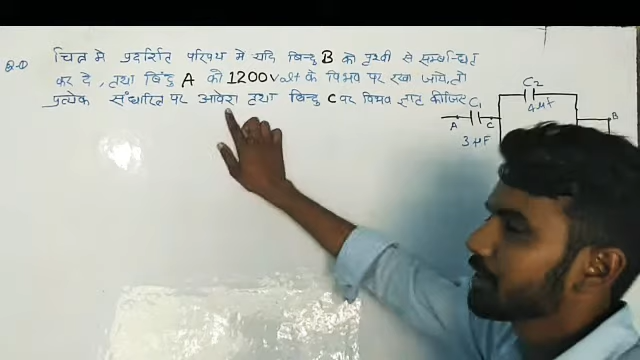 Q-① चित्र मे प्रदर्शित परिपथ मे यदि बिन्दु B को पृथ्वी से सम्बन्धित
कर दे, तथा बिंदु A को 1200 Volt के विभव पर रखा जाये, तो
प्रत्येक संधारित्र पर आवेश तथा बिन्दु C पर विभव ज्ञात कीजिए
C₂
4μF
C₁
A
C
B
3μF